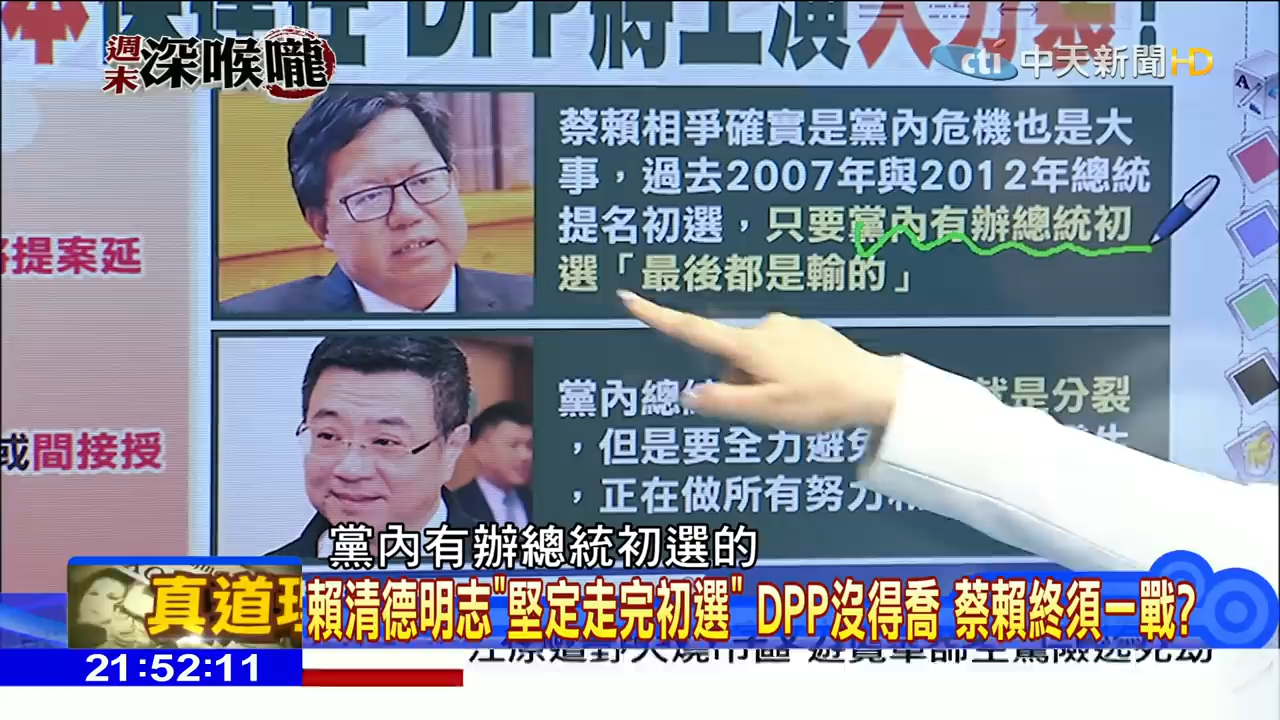 週末深喉嚨
DPP將上演
cti中天新聞HD
蔡賴相爭確實是黨內危機也是大
事，過去2007年與2012年總統
提名初選，只要黨內有辦總統初
選「最後都是輸的」
提案延
黨內總統
是分裂
，但是要全力避免
或間接授
，正在做所有努力
黨內有辦總統初選的
真道理
賴清德明志"堅定走完初選" DPP沒得喬 蔡賴終須一戰?
21:52:11